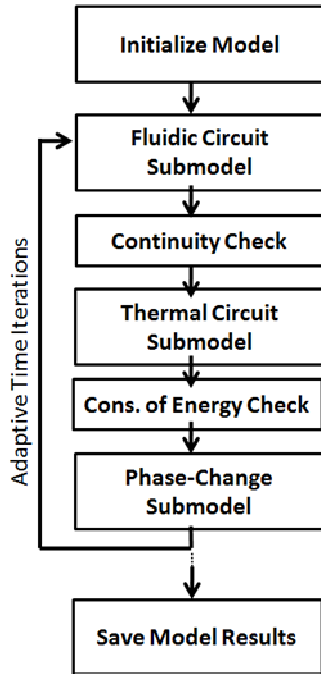 Initialize Model
Fluidic Circuit
Submodel
Continuity Check
Thermal Circuit
Submodel
Cons. of Energy Check
Phase-Change
Submodel
Save Model Results
Adaptive Time Iterations